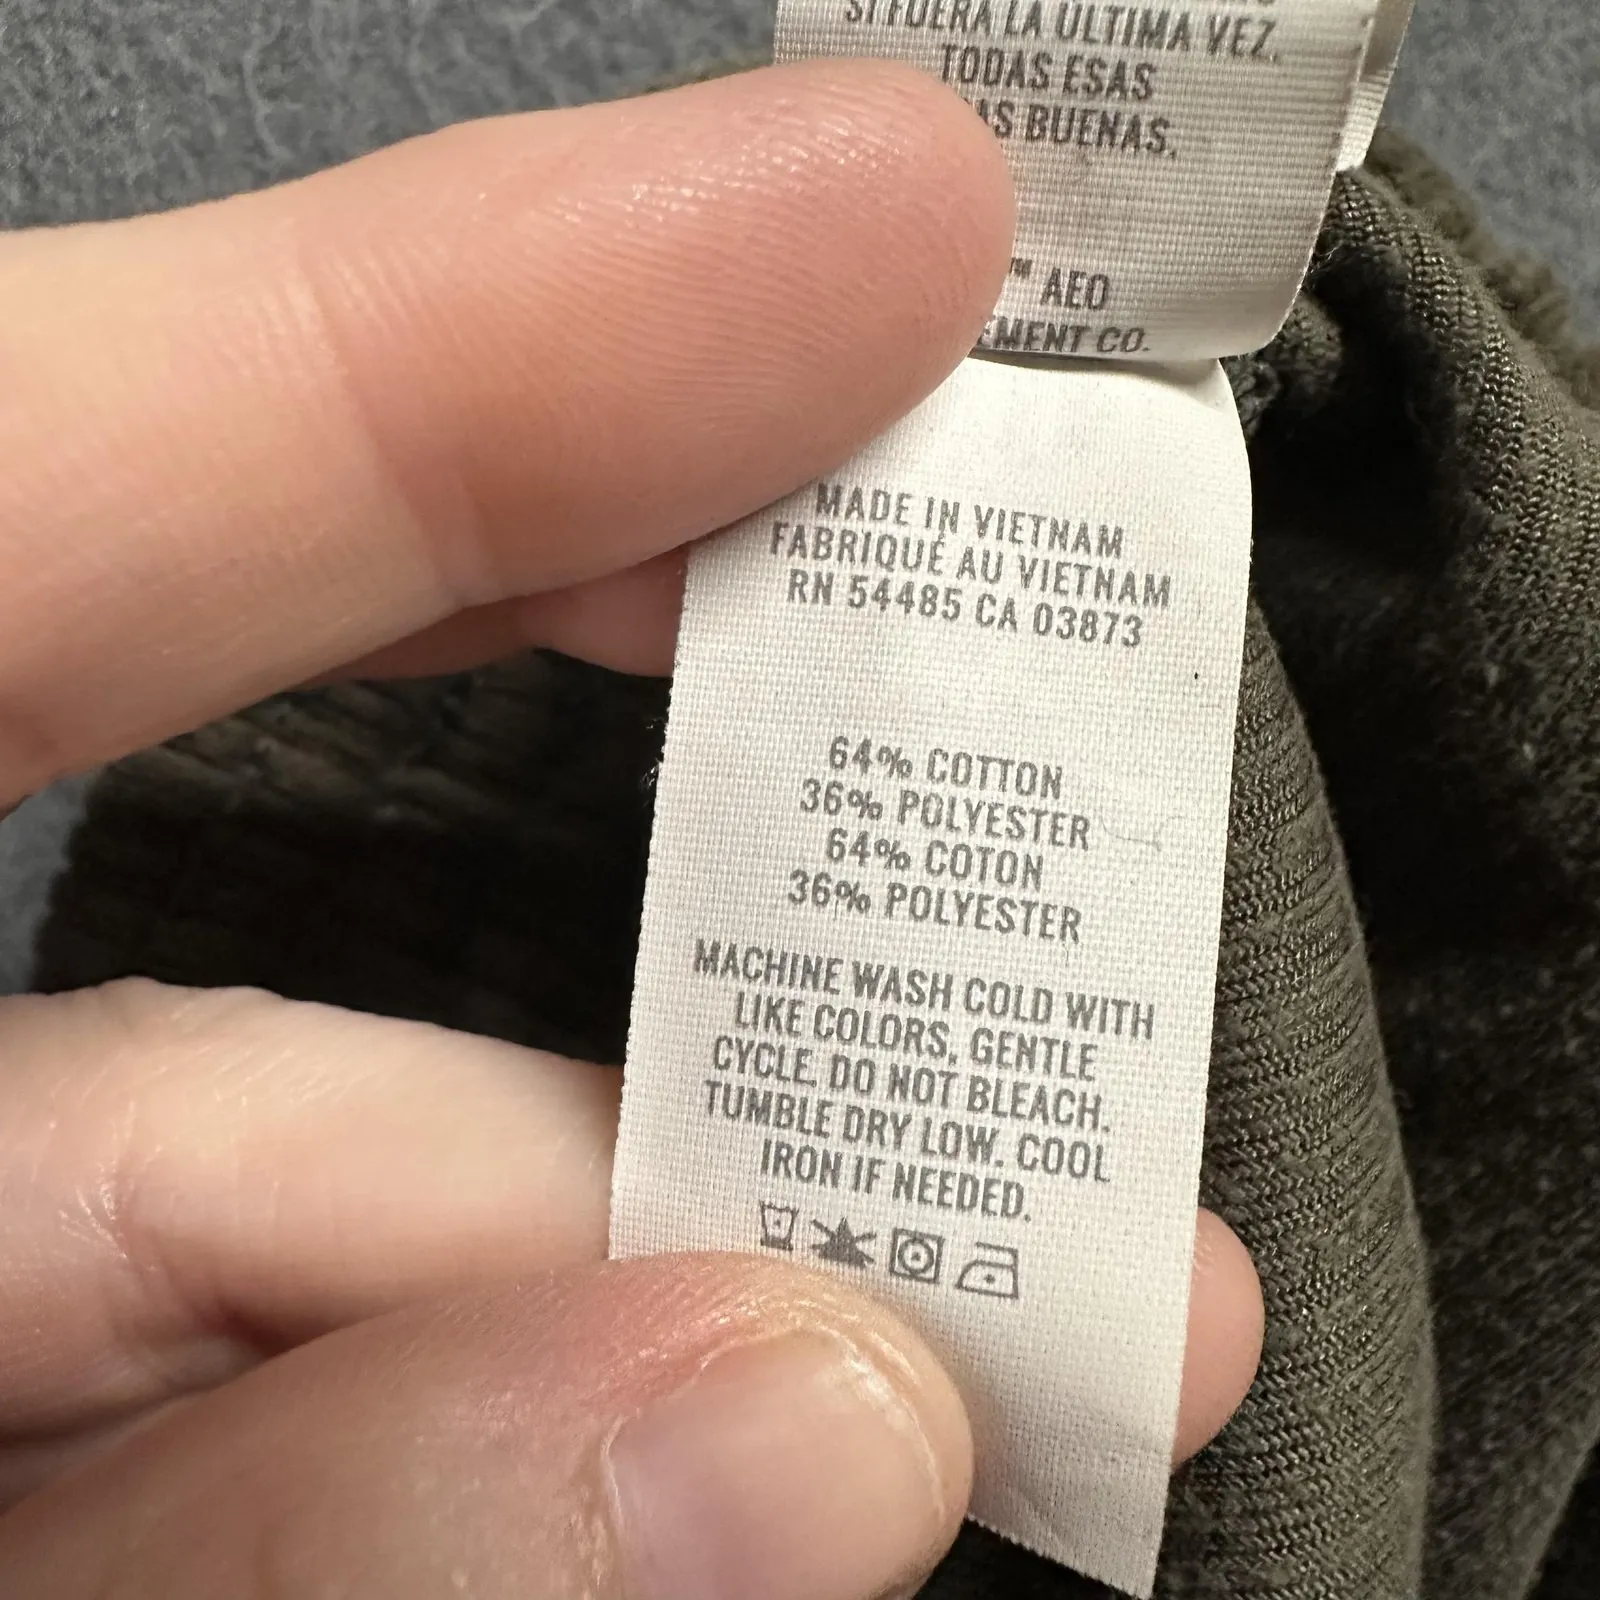 SI FUERA LA ULTIMA VEZ.
TODAS ESAS
BUENAS.
™ AEO
CO.
MADE IN VIETNAM
FABRIQUÉ AU VIETNAM
RN 54485 CA 03873
64% COTTON
36% POLYESTER
64% COTON
36% POLYESTER
MACHINE WASH COLD WITH
LIKE COLORS, GENTLE
CYCLE. DO NOT BLEACH.
TUMBLE DRY LOW. COOL
IRON IF NEEDED.